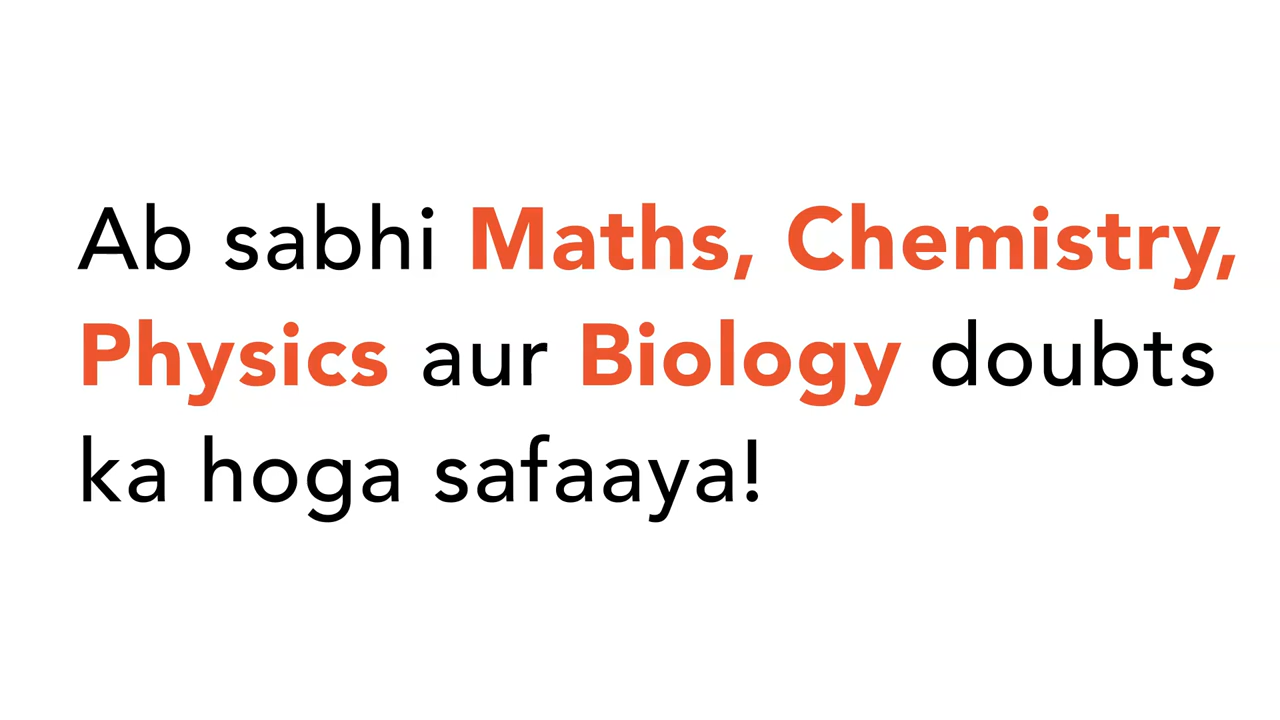 Ab sabhi Maths, Chemistry,
Physics aur Biology doubts
ka hoga safaaya!